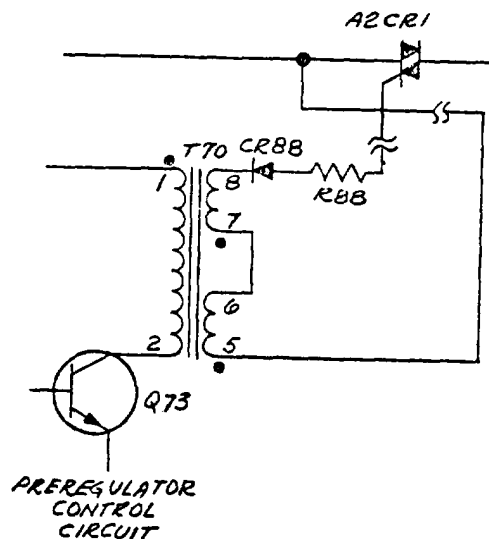 A2CR1
T70
CR88
1
8
R88
7
6
2
5
Q73
PREREGULATOR
CONTROL
CIRCUIT